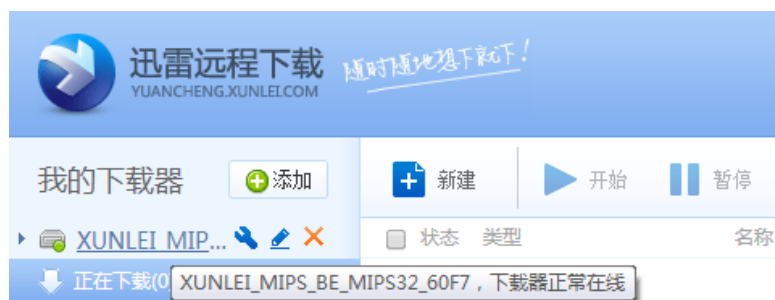 迅雷远程下载
YUANCHENG.XUNLEI.COM
随时随地想下就下!
我的下载器
添加
新建
开始
暂停
XUNLEI MIP...
状态
类型
名称
正在下载(0
XUNLEI_MIPS_BE_MIPS32_60F7，下载器正常在线